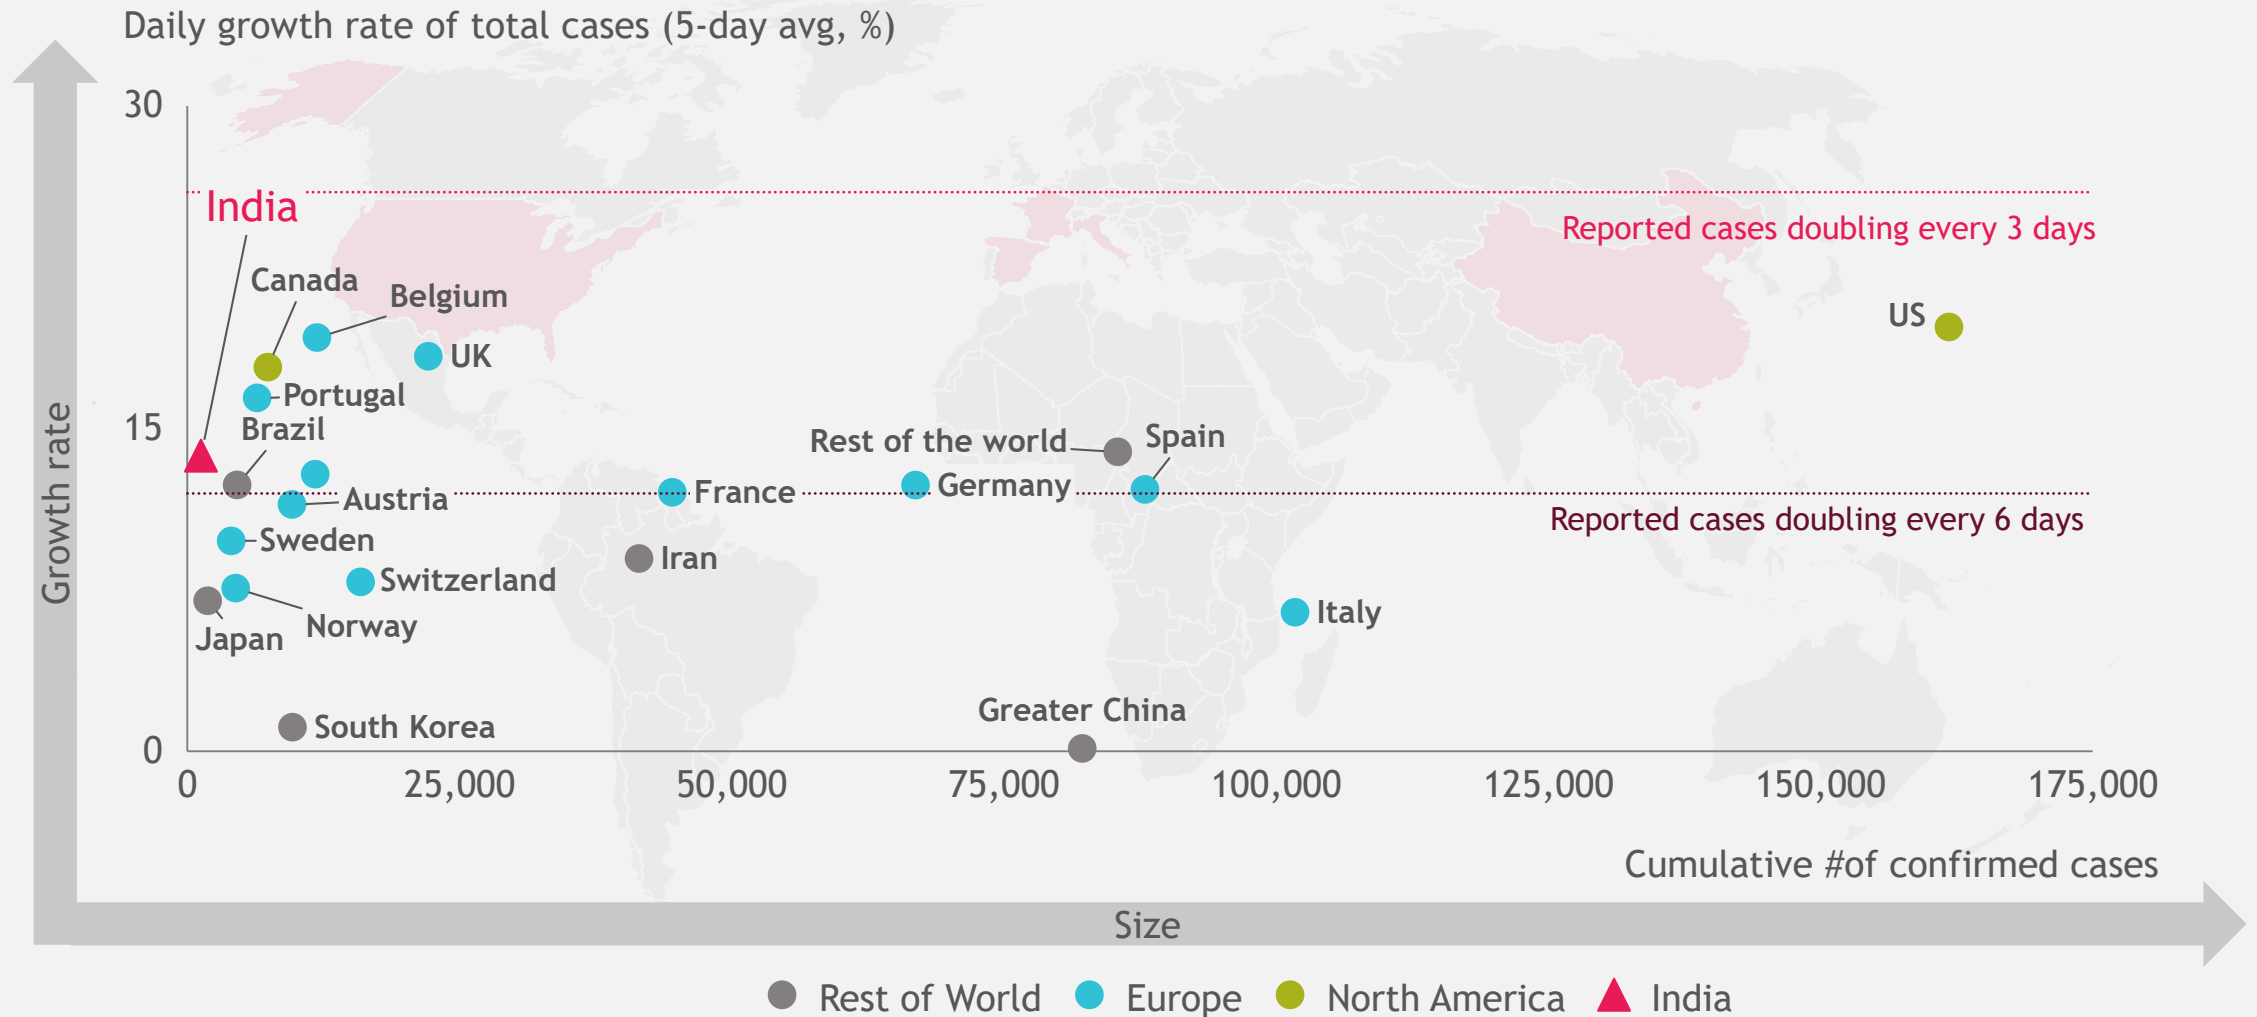 Daily growth rate of total cases (5-day avg, %)
30
India
Reported cases doubling every 3 days
Canada
Belgium
US
UK
Portugal
15
Brazil
Rest of the world
Spain
Germany
France
Austria
Reported cases doubling every 6 days
Sweden
Iran
Switzerland
Italy
Norway
Japan
Greater China
South Korea
0
0
25,000
50,000
75,000
100,000
125,000
150,000
175,000
Growth rate
Cumulative #of confirmed cases
Size
Rest of World
Europe
North America
India